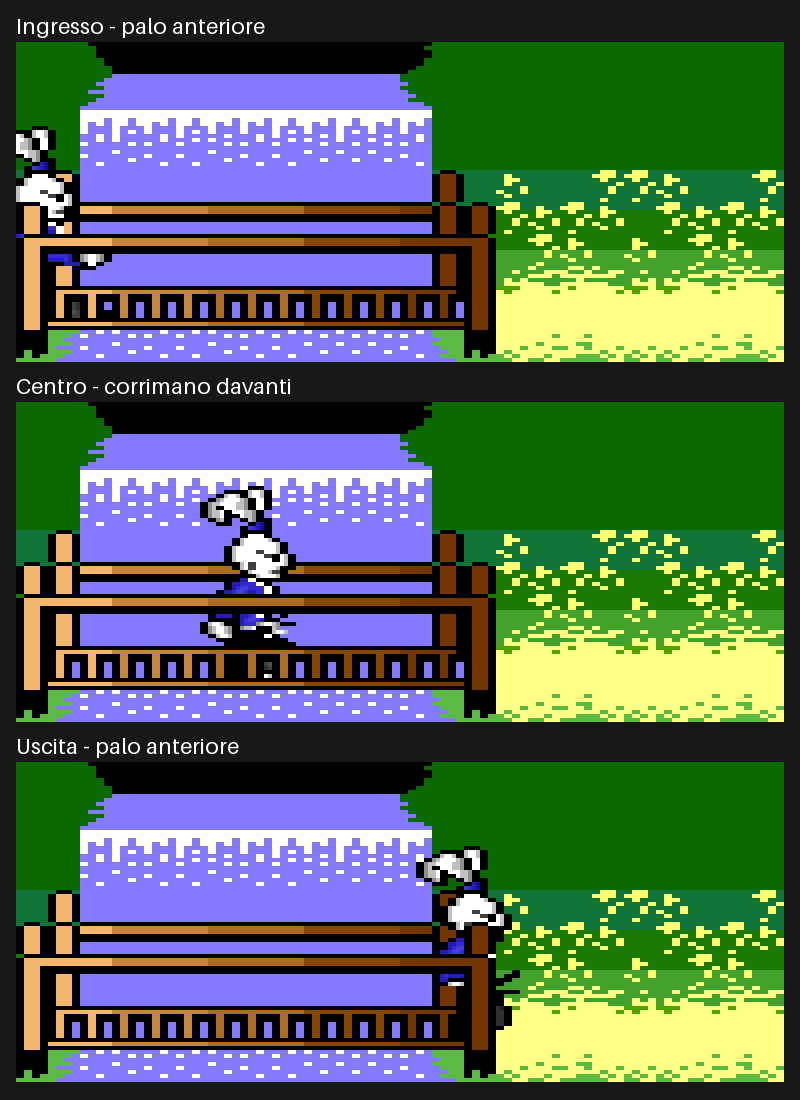 Ingresso - palo anteriore
Centro - corrimano davanti
Uscita - palo anteriore